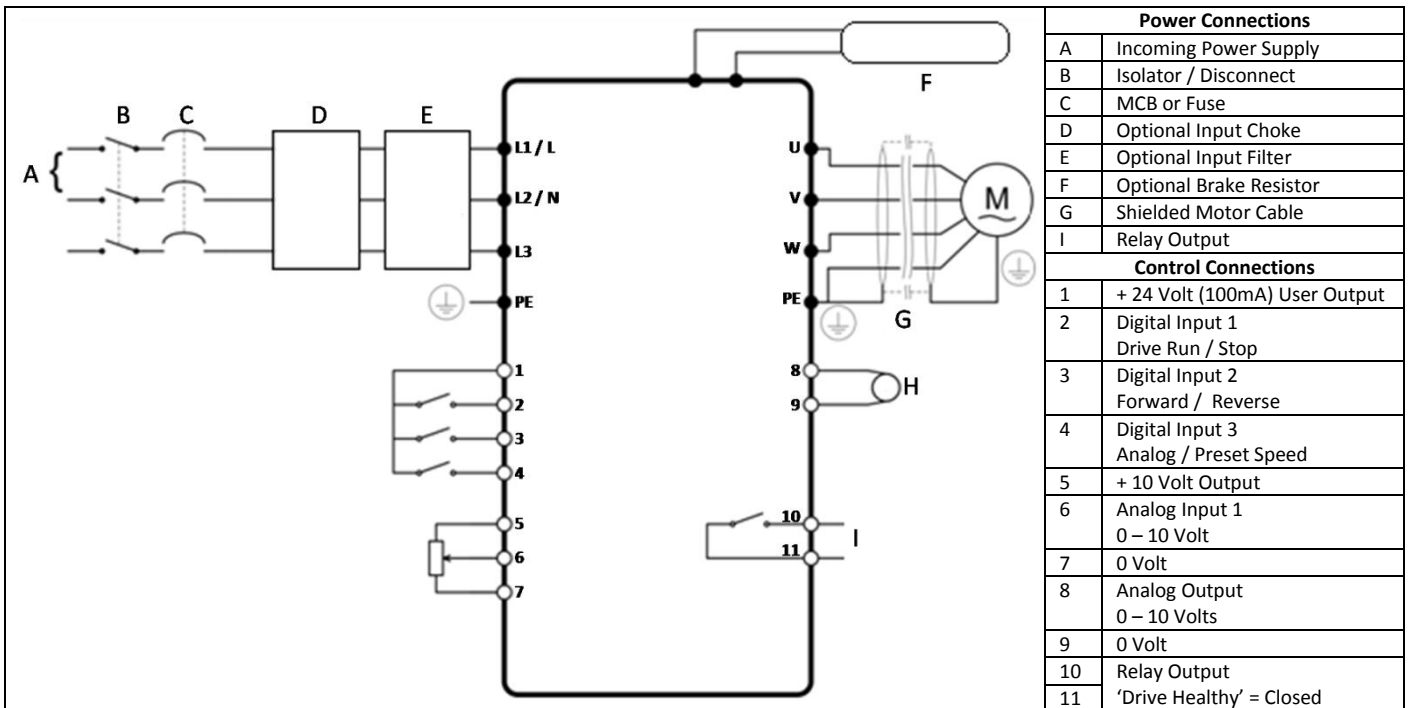 A {
B
C
D
E
F
L1 / L
L2 / N
L3
PE
U
V
W
PE
M
G
1
2
3
4
5
6
7
8
9
H
10
11
I
Power Connections
A Incoming Power Supply
B Isolator / Disconnect
C MCB or Fuse
D Optional Input Choke
E Optional Input Filter
F Optional Brake Resistor
G Shielded Motor Cable
I Relay Output
Control Connections
1 + 24 Volt (100mA) User Output
2 Digital Input 1
Drive Run / Stop
3 Digital Input 2
Forward / Reverse
4 Digital Input 3
Analog / Preset Speed
5 + 10 Volt Output
6 Analog Input 1
0 – 10 Volt
7 0 Volt
8 Analog Output
0 – 10 Volts
9 0 Volt
10 Relay Output
11 ‘Drive Healthy’ = Closed